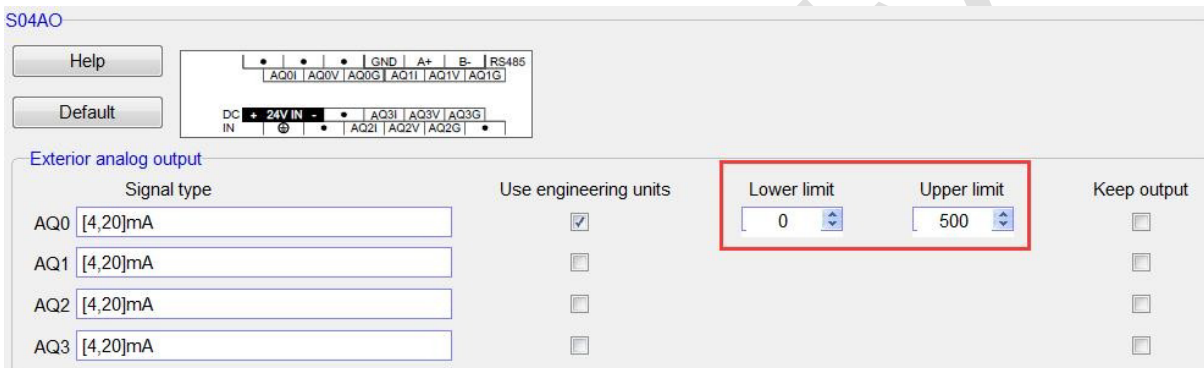 S04AO
Help
Default
• • • GND A+ B- RS485
AQ0I AQ0V AQ0G AQ1I AQ1V AQ1G
DC + 24V IN - • AQ3I AQ3V AQ3G
IN • AQ2I AQ2V AQ2G •
Exterior analog output
Signal type Use engineering units Lower limit Upper limit Keep output
AQ0 [4,20]mA 0 500
AQ1 [4,20]mA
AQ2 [4,20]mA
AQ3 [4,20]mA